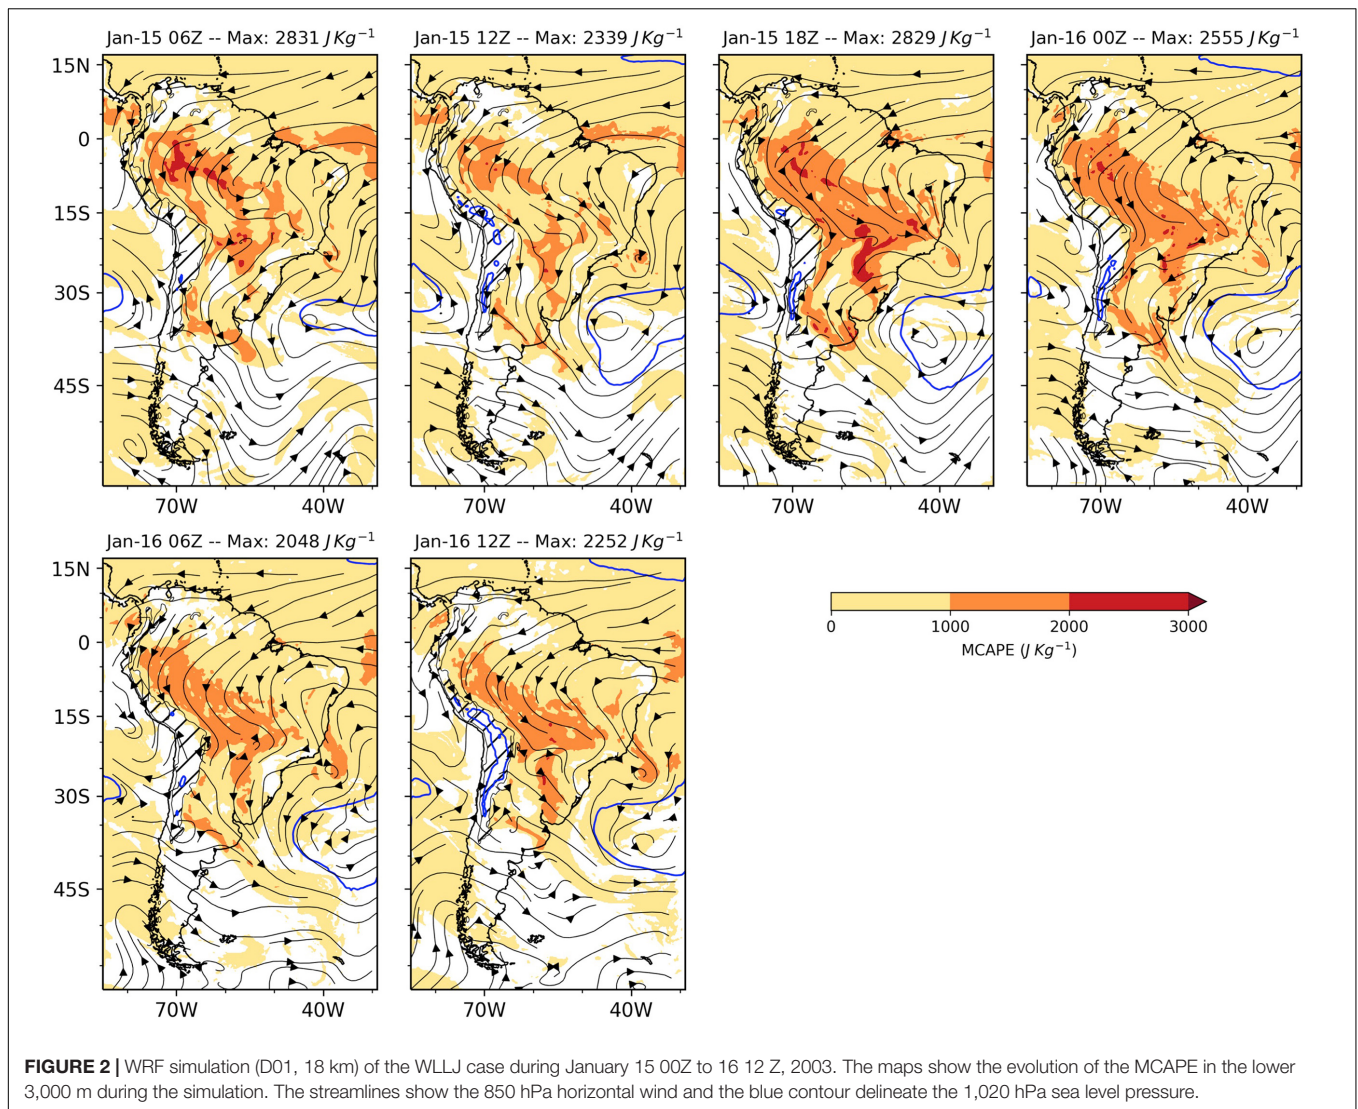 Jan-15 06Z -- Max: 2831 J Kg⁻¹
Jan-15 12Z -- Max: 2339 J Kg⁻¹
Jan-15 18Z -- Max: 2829 J Kg⁻¹
Jan-16 00Z -- Max: 2555 J Kg⁻¹
15N
0
15S
30S
45S
70W 40W
70W 40W
70W 40W
70W 40W
Jan-16 06Z -- Max: 2048 J Kg⁻¹
Jan-16 12Z -- Max: 2252 J Kg⁻¹
15N
0
15S
30S
45S
70W 40W
70W 40W
0 1000 2000 3000
MCAPE (J Kg⁻¹)
FIGURE 2 | WRF simulation (D01, 18 km) of the WLLJ case during January 15 00Z to 16 12 Z, 2003. The maps show the evolution of the MCAPE in the lower
3,000 m during the simulation. The streamlines show the 850 hPa horizontal wind and the blue contour delineate the 1,020 hPa sea level pressure.